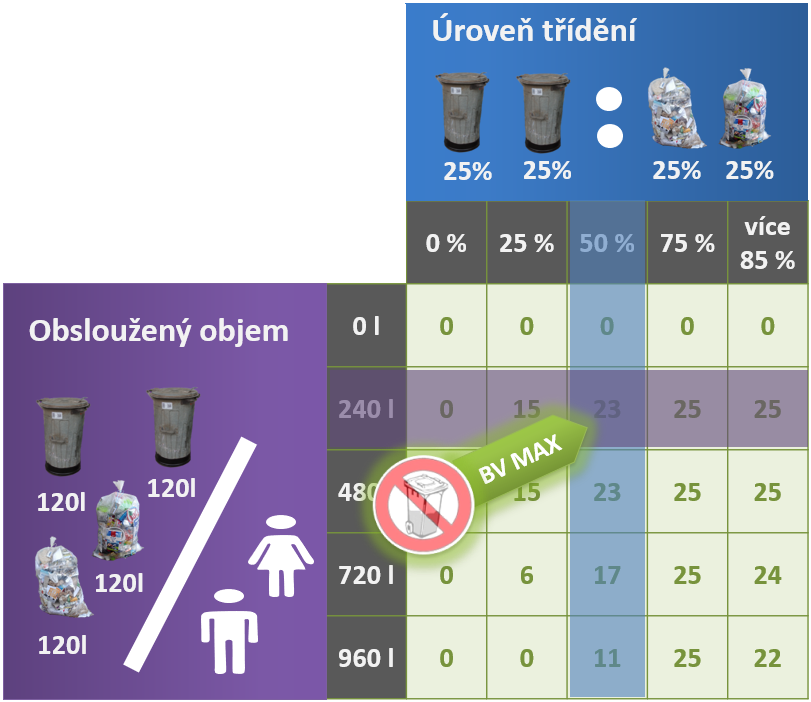 Úroveň třídění
25% 25% 25% 25%
0 % 25 % 50 % 75 % více
85 %
Obsloužený objem
0 l 0 0 0 0 0
240 l 0 15 23 25 25
120l 120l
BV MAX
480 15 23 25 25
120l
720 l 0 6 17 25 24
120l
960 l 0 0 11 25 22